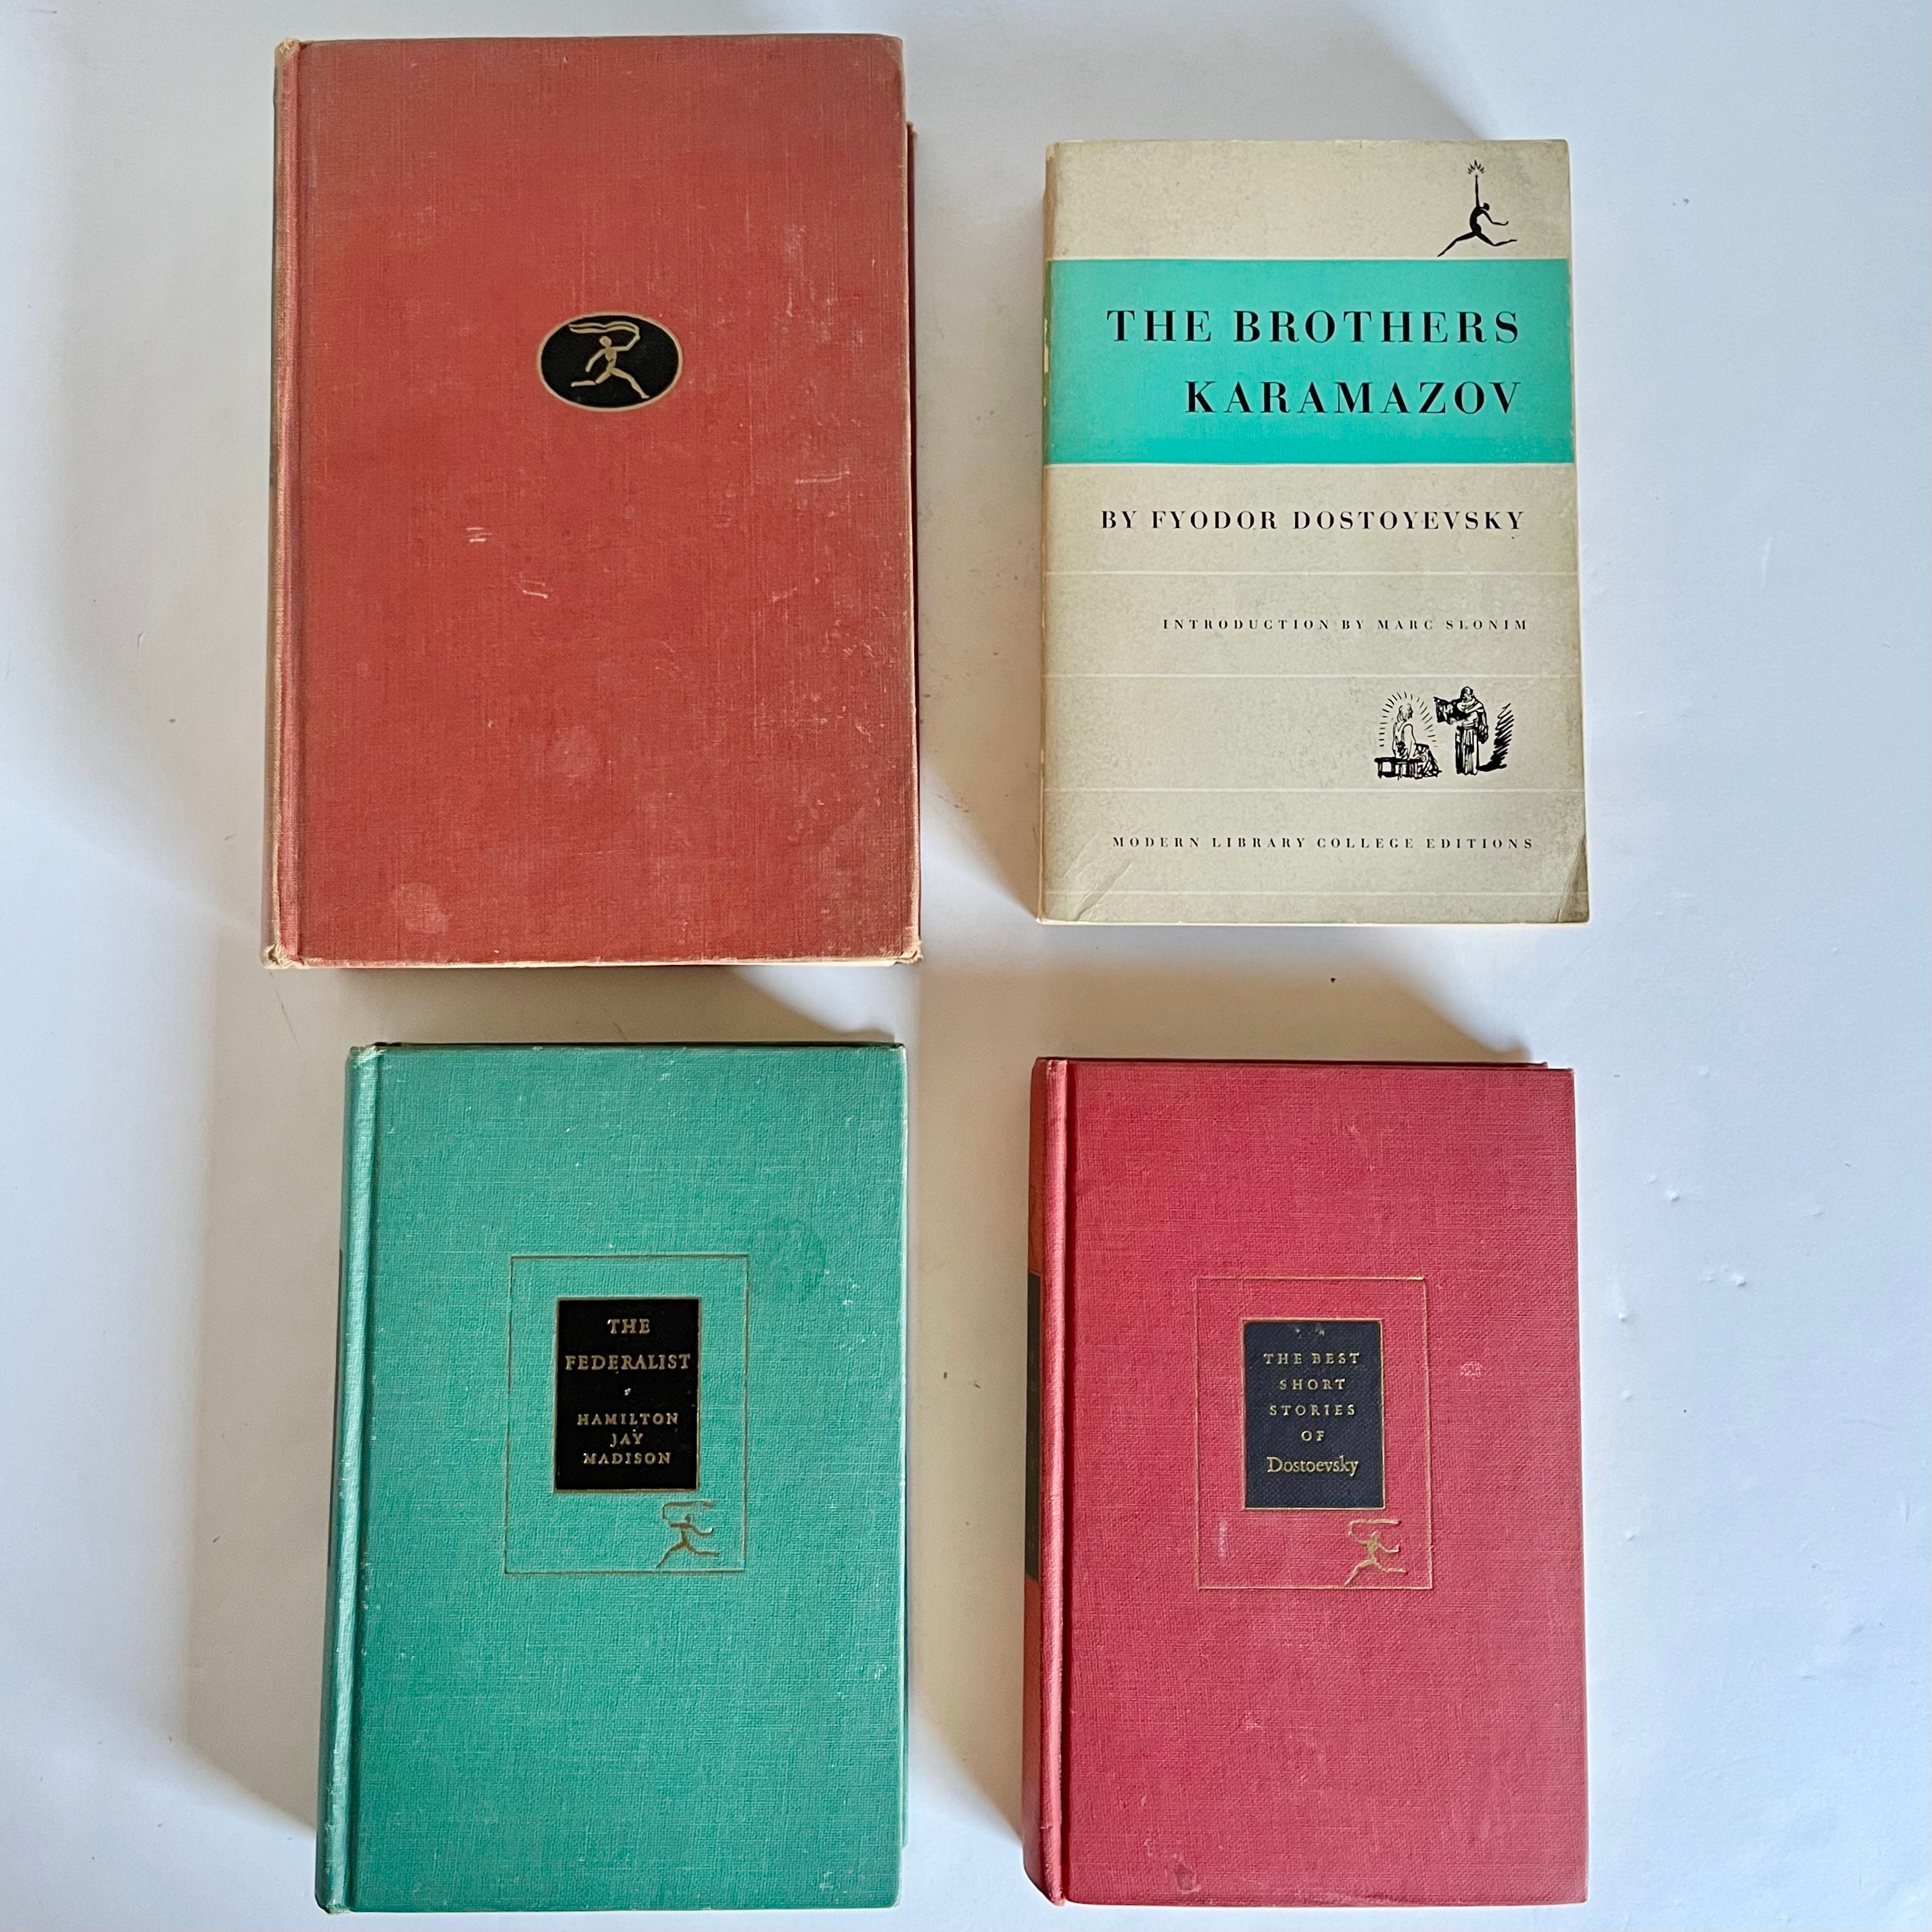 THE BROTHERS
KARAMAZOV
BY FYODOR DOSTOYEVSKY
INTRODUCTION BY MARC SLONIM
MODERN LIBRARY COLLEGE EDITIONS
THE
FEDERALIST
HAMILTON
JAY
MADISON
THE BEST
SHORT
STORIES
OF
Dostoevsky